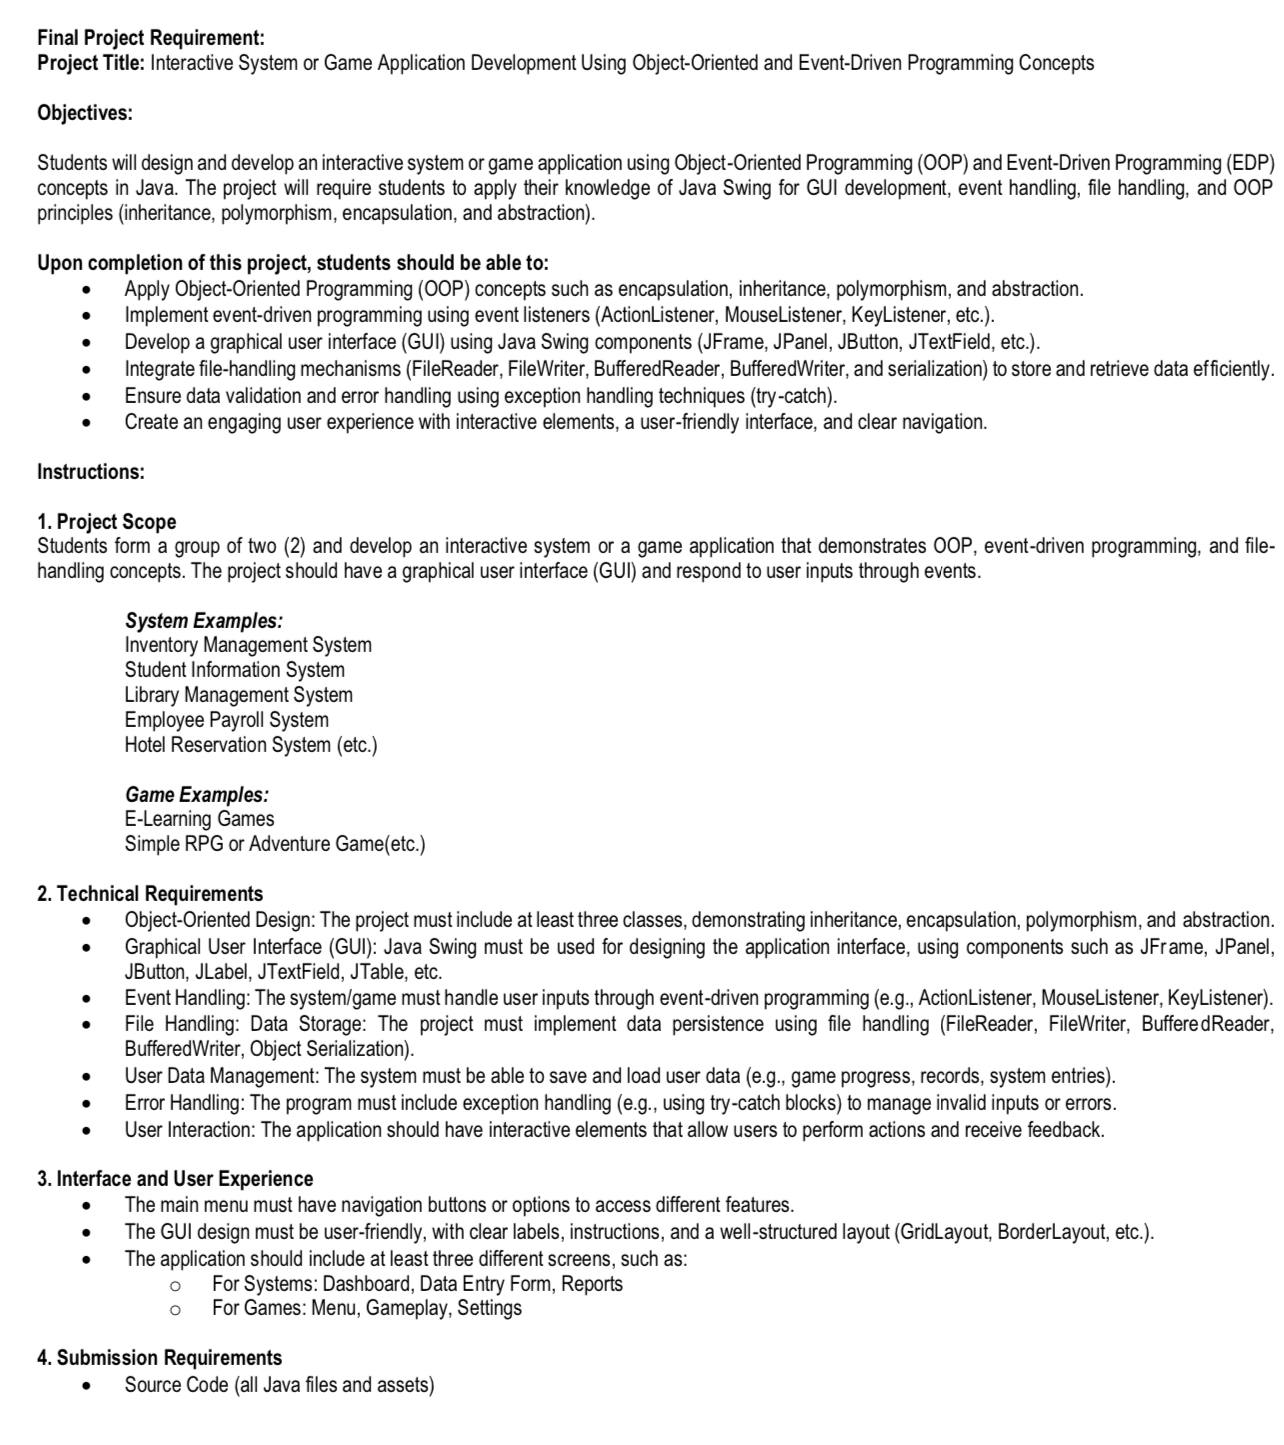 Final Project Requirement:
Project Title: Interactive System or Game Application Development Using Object-Oriented and Event-Driven Programming Concepts
Objectives:
Students will design and develop an interactive system or game application using Object-Oriented Programming (OOP) and Event-Driven Programming (EDP)
concepts in Java. The project will require students to apply their knowledge of Java Swing for GUI development, event handling, file handling, and OOP
principles (inheritance, polymorphism, encapsulation, and abstraction).
Upon completion of this project, students should be able to:
• Apply Object-Oriented Programming (OOP) concepts such as encapsulation, inheritance, polymorphism, and abstraction.
• Implement event-driven programming using event listeners (ActionListener, MouseListener, KeyListener, etc.).
• Develop a graphical user interface (GUI) using Java Swing components (JFrame, JPanel, JButton, JTextField, etc.).
• Integrate file-handling mechanisms (FileReader, FileWriter, BufferedReader, BufferedWriter, and serialization) to store and retrieve data efficiently.
• Ensure data validation and error handling using exception handling techniques (try-catch).
• Create an engaging user experience with interactive elements, a user-friendly interface, and clear navigation.
Instructions:
1. Project Scope
Students form a group of two (2) and develop an interactive system or a game application that demonstrates OOP, event-driven programming, and file-
handling concepts. The project should have a graphical user interface (GUI) and respond to user inputs through events.
System Examples:
Inventory Management System
Student Information System
Library Management System
Employee Payroll System
Hotel Reservation System (etc.)
Game Examples:
E-Learning Games
Simple RPG or Adventure Game(etc.)
2. Technical Requirements
• Object-Oriented Design: The project must include at least three classes, demonstrating inheritance, encapsulation, polymorphism, and abstraction.
• Graphical User Interface (GUI): Java Swing must be used for designing the application interface, using components such as JFrame, JPanel,
JButton, JLabel, JTextField, JTable, etc.
• Event Handling: The system/game must handle user inputs through event-driven programming (e.g., ActionListener, MouseListener, KeyListener).
• File Handling: Data Storage: The project must implement data persistence using file handling (FileReader, FileWriter, BufferedReader,
BufferedWriter, Object Serialization).
• User Data Management: The system must be able to save and load user data (e.g., game progress, records, system entries).
• Error Handling: The program must include exception handling (e.g., using try-catch blocks) to manage invalid inputs or errors.
• User Interaction: The application should have interactive elements that allow users to perform actions and receive feedback.
3. Interface and User Experience
• The main menu must have navigation buttons or options to access different features.
• The GUI design must be user-friendly, with clear labels, instructions, and a well-structured layout (GridLayout, BorderLayout, etc.).
• The application should include at least three different screens, such as:
o For Systems: Dashboard, Data Entry Form, Reports
o For Games: Menu, Gameplay, Settings
4. Submission Requirements
• Source Code (all Java files and assets)